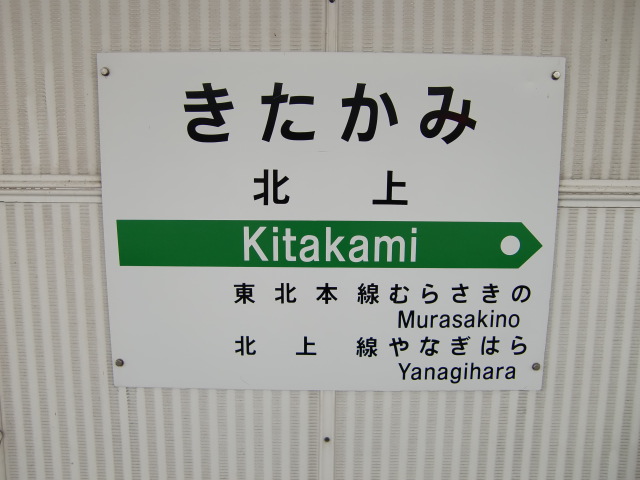 きたかみ
北上
Kitakami
東北本線むらさきの
Murasakino
北上線やなぎはら
Yanagihara